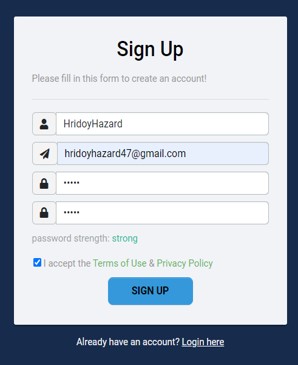 Sign Up
Please fill in this form to create an account!
HridoyHazard
hridoyhazard47@gmail.com
•••••
•••••
password strength: strong
I accept the Terms of Use & Privacy Policy
SIGN UP
Already have an account? Login here